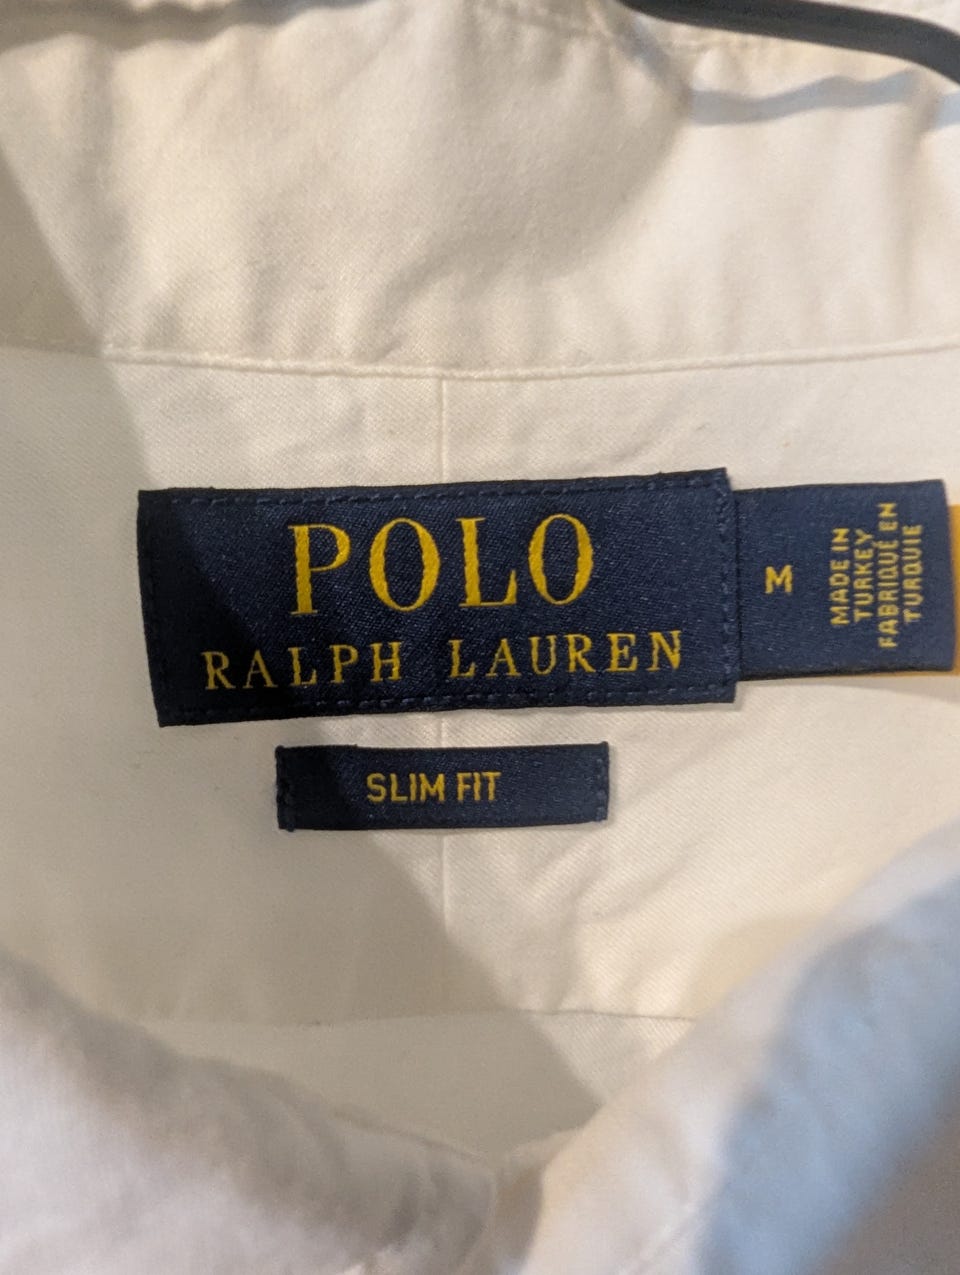 POLO
RALPH LAUREN
M
MADE IN
TURKEY
FABRIQUÉ EN
TURQUIE
SLIM FIT